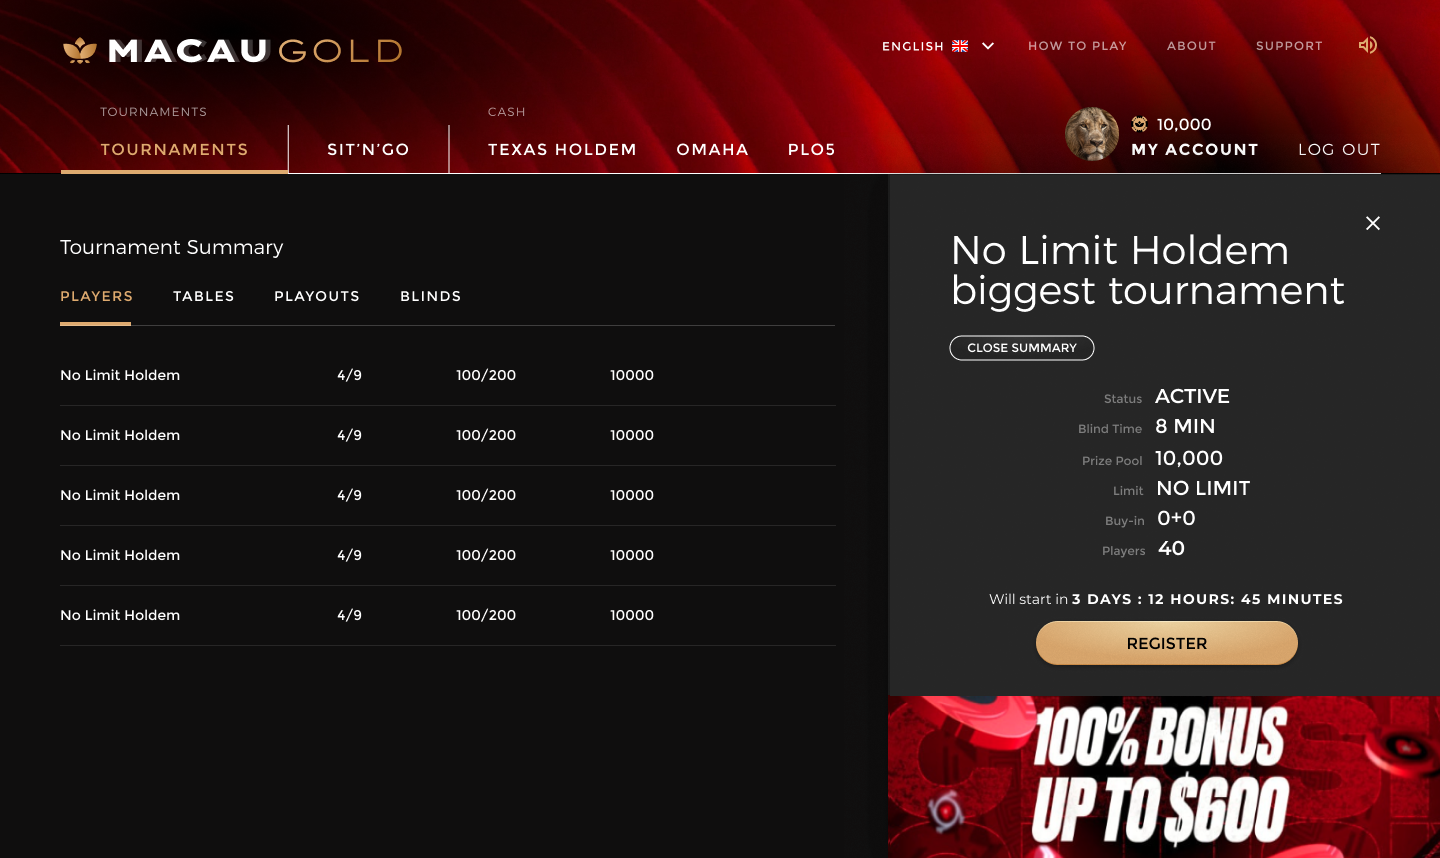 MACAU GOLD
ENGLISH
HOW TO PLAY
ABOUT
SUPPORT
TOURNAMENTS
CASH
TOURNAMENTS
SIT'N'GO
TEXAS HOLDEM
OMAHA
PLO5
10,000
MY ACCOUNT
LOG OUT
Tournament Summary
PLAYERS TABLES PLAYOUTS BLINDS
No Limit Holdem 4/9 100/200 10000
No Limit Holdem 4/9 100/200 10000
No Limit Holdem 4/9 100/200 10000
No Limit Holdem 4/9 100/200 10000
No Limit Holdem 4/9 100/200 10000
No Limit Holdem
biggest tournament
CLOSE SUMMARY
Status ACTIVE
Blind Time 8 MIN
Prize Pool 10,000
Limit NO LIMIT
Buy-in 0+0
Players 40
Will start in 3 DAYS : 12 HOURS: 45 MINUTES
REGISTER
100% BONUS
UP TO $600